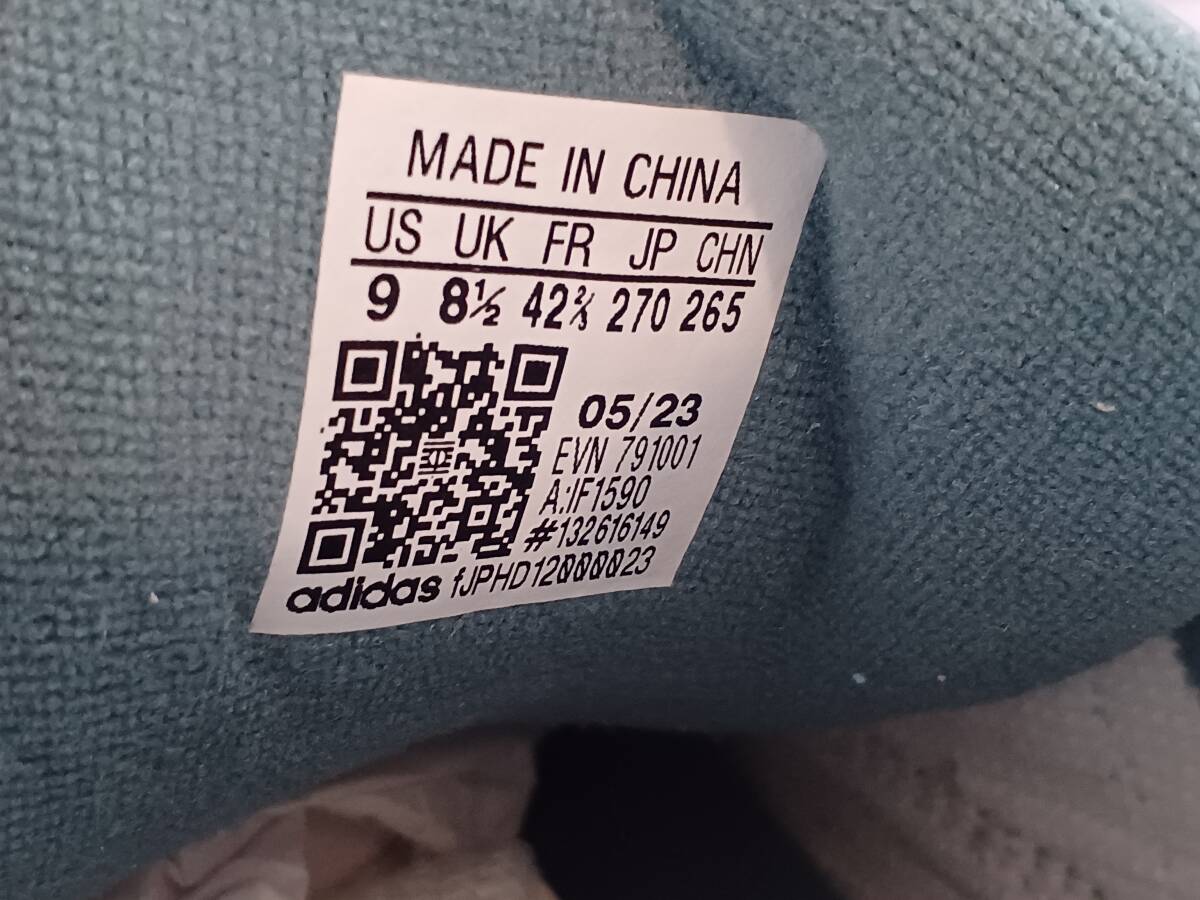 MADE IN CHINA
US UK FR JP CHN
9 8½ 42⅔ 270 265
05/23
EVN 791001
A:IF1590
#132616149
adidas fJPHD120000023